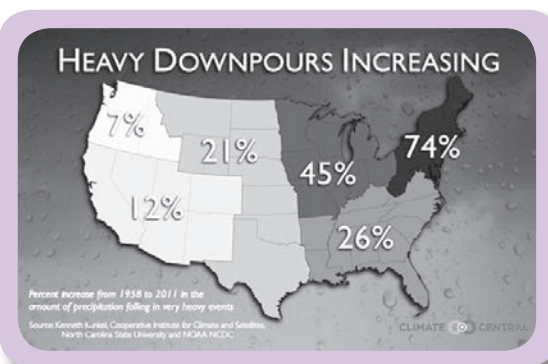 HEAVY DOWNPOURS INCREASING
7%
21%
45%
74%
12%
26%
Percent increase from 1958 to 2011 in the
amount of precipitation falling in very heavy events
Source: Kenneth Kunkel, Cooperative Institute for Climate and Satellites,
North Carolina State University and NOAA NCDC
CLIMATE CENTRAL